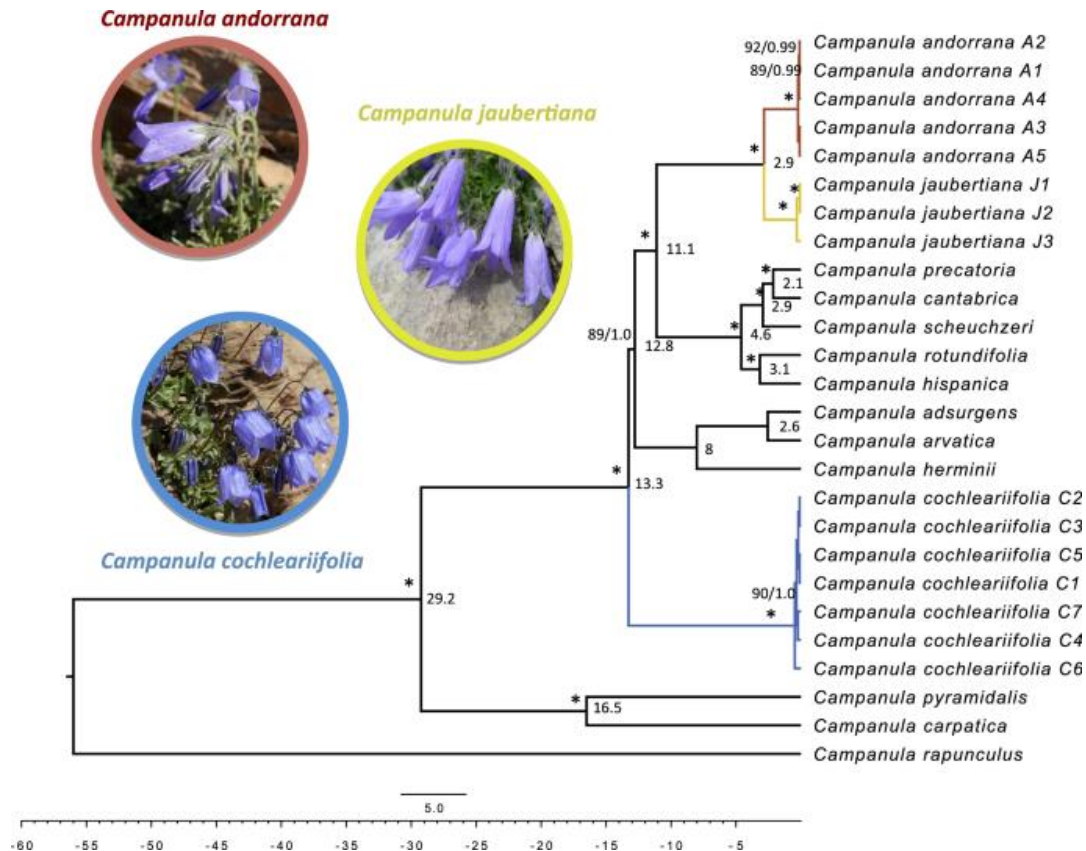 Campanula andorrana
Campanula jaubertiana
Campanula cochleariifolia
92/0.99
Campanula andorrana A2
89/0.99
Campanula andorrana A1
*
Campanula andorrana A4
Campanula andorrana A3
*
2.9
Campanula andorrana A5
*
Campanula jaubertiana J1
*
Campanula jaubertiana J2
*
11.1
Campanula jaubertiana J3
*
2.1
Campanula precatoria
*
2.9
Campanula cantabrica
89/1.0
12.8
*
4.6
Campanula scheuchzeri
*
3.1
Campanula rotundifolia
Campanula hispanica
2.6
Campanula adsurgens
Campanula arvatica
8
Campanula herminii
*
13.3
Campanula cochleariifolia C2
Campanula cochleariifolia C3
Campanula cochleariifolia C5
*
29.2
90/1.0
Campanula cochleariifolia C1
*
Campanula cochleariifolia C7
Campanula cochleariifolia C4
Campanula cochleariifolia C6
*
16.5
Campanula pyramidalis
Campanula carpatica
Campanula rapunculus
5.0
-60 -55 -50 -45 -40 -35 -30 -25 -20 -15 -10 -5